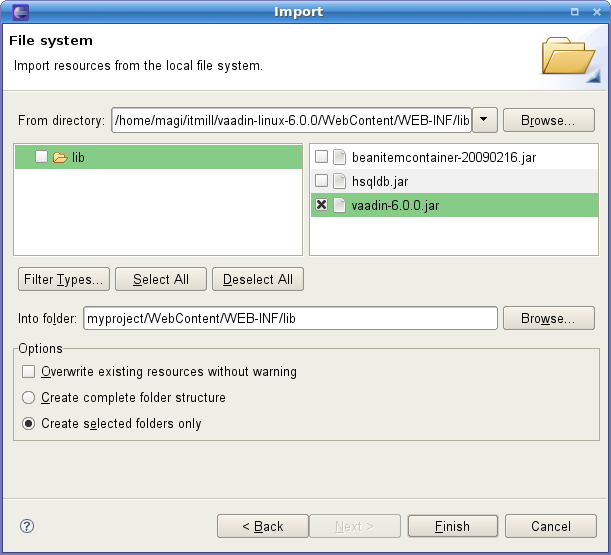 Import
File system
Import resources from the local file system.
From directory: /home/magi/itmill/vaadin-linux-6.0.0/WebContent/WEB-INF/lib Browse...
lib
beanitemcontainer-20090216.jar
hsqldb.jar
vaadin-6.0.0.jar
Filter Types... Select All Deselect All
Into folder: myproject/WebContent/WEB-INF/lib Browse...
Options
Overwrite existing resources without warning
Create complete folder structure
Create selected folders only
? < Back Next > Finish Cancel